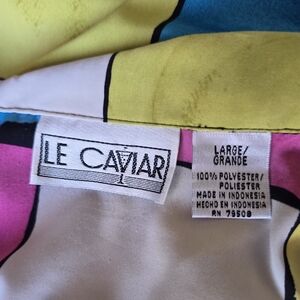 LE CAVIAR
LARGE/
GRANDE
100% POLYESTER/
POLIESTER
MADE IN INDONESIA
HECHO EN INDONESIA
RN 79508